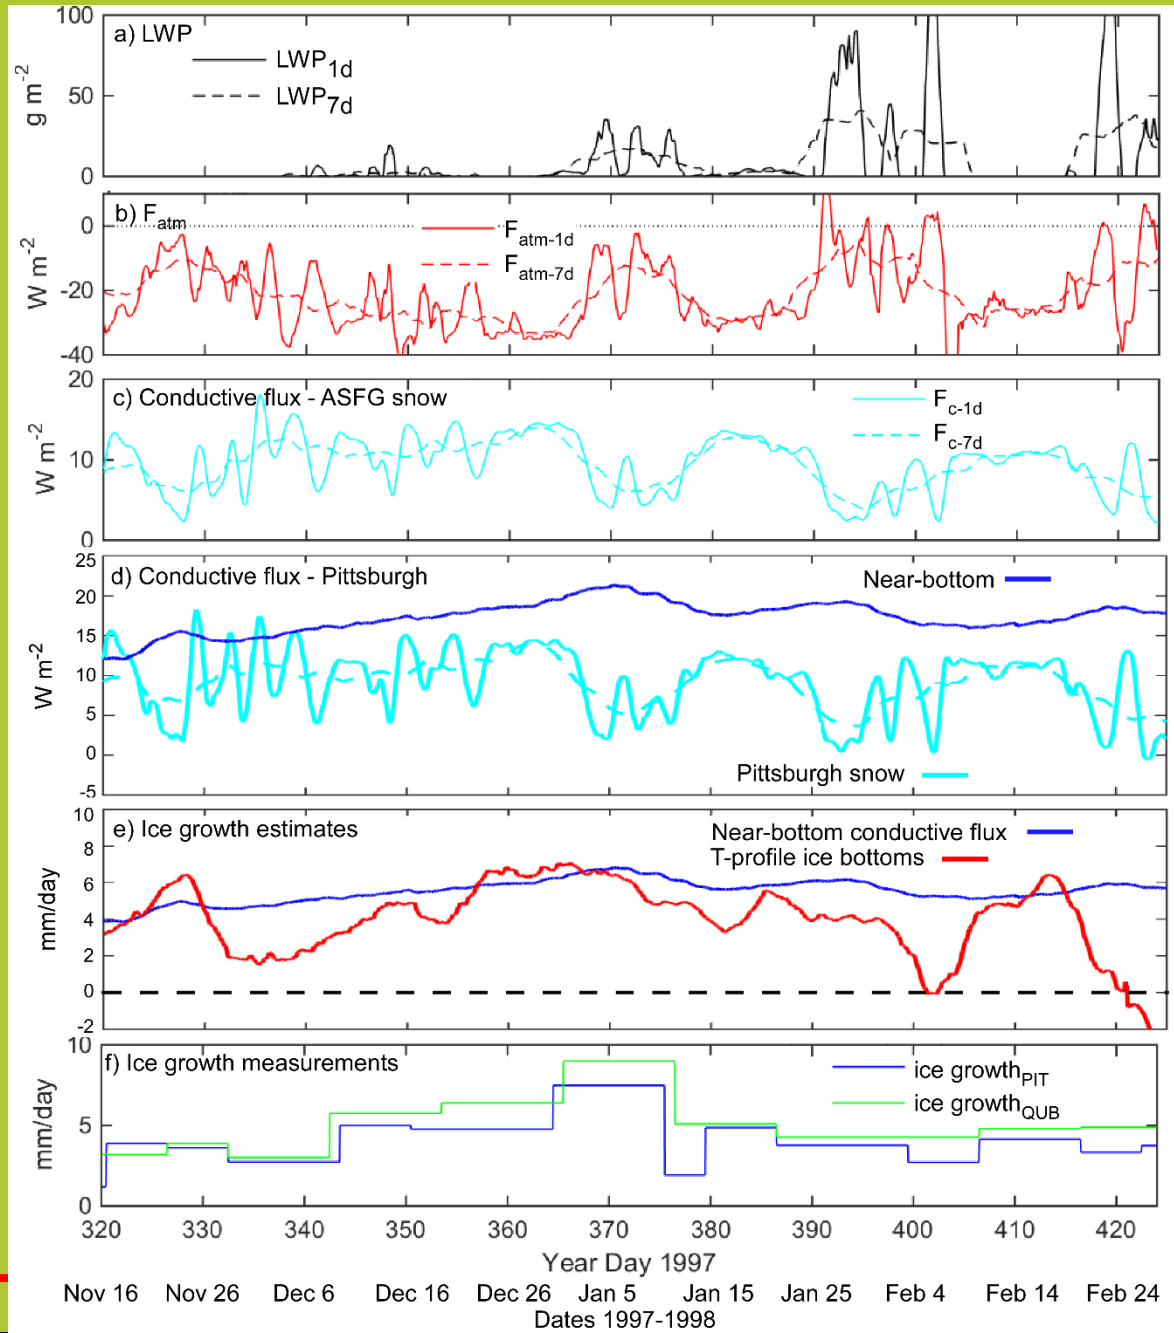 a) LWP
LWP1d
LWP7d
100
50
0
g m-2
b) Fatm
Fatm-1d
Fatm-7d
0
-20
-40
W m-2
c) Conductive flux - ASFG snow
Fc-1d
Fc-7d
20
10
0
W m-2
d) Conductive flux - Pittsburgh
Near-bottom
Pittsburgh snow
25
20
15
10
5
0
-5
W m-2
e) Ice growth estimates
Near-bottom conductive flux
T-profile ice bottoms
10
8
6
4
2
0
-2
mm/day
f) Ice growth measurements
ice growthPIT
ice growthQUB
10
5
0
mm/day
320 330 340 350 360 370 380 390 400 410 420
Year Day 1997
Nov 16 Nov 26 Dec 6 Dec 16 Dec 26 Jan 5 Jan 15 Jan 25 Feb 4 Feb 14 Feb 24
Dates 1997-1998